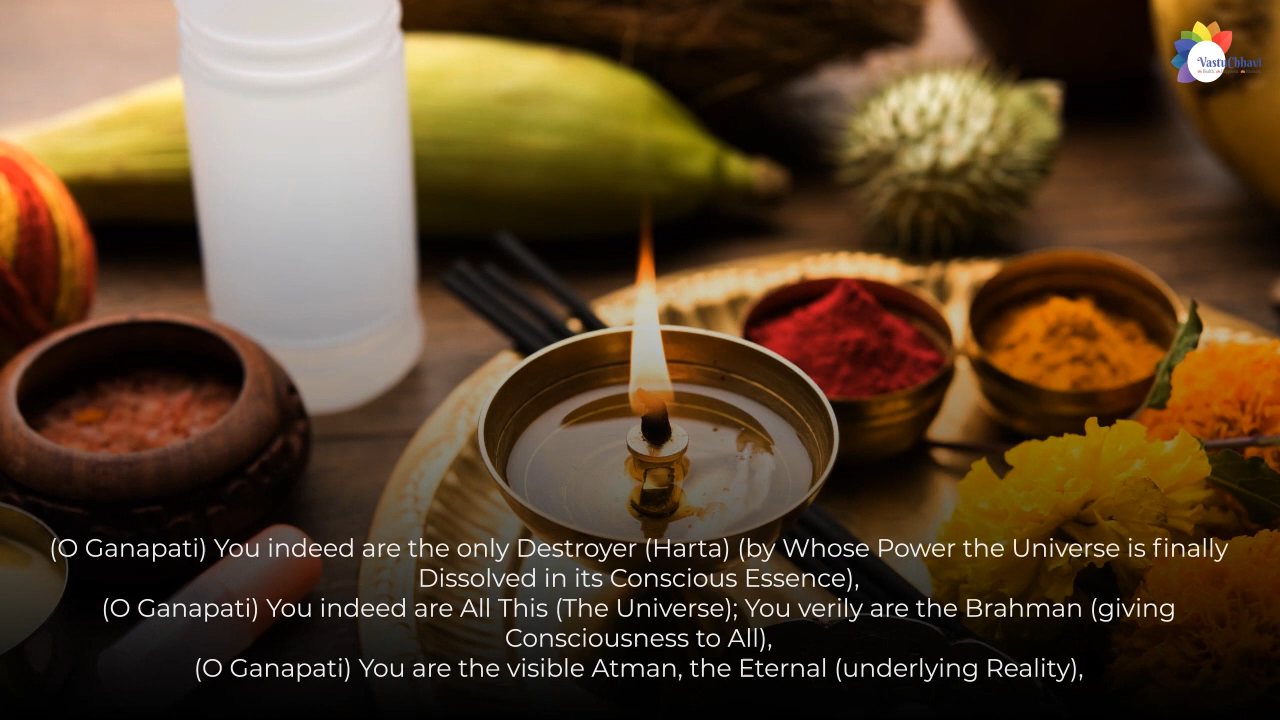 VastuChhavi
(O Ganapati) You indeed are the only Destroyer (Harta) (by Whose Power the Universe is finally
Dissolved in its Conscious Essence),
(O Ganapati) You indeed are All This (The Universe); You verily are the Brahman (giving
Consciousness to All),
(O Ganapati) You are the visible Atman, the Eternal (underlying Reality),